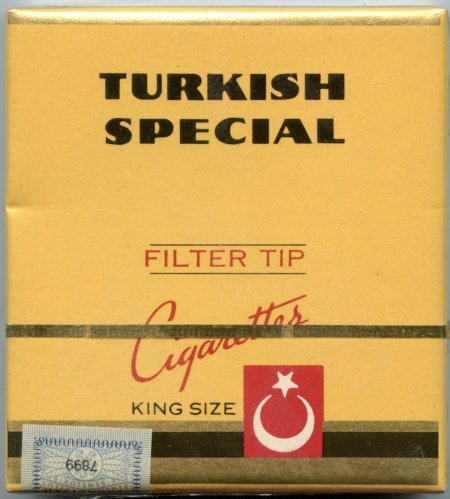 TURKISH
SPECIAL
FILTER TIP
Cigarettes
KING SIZE
7899